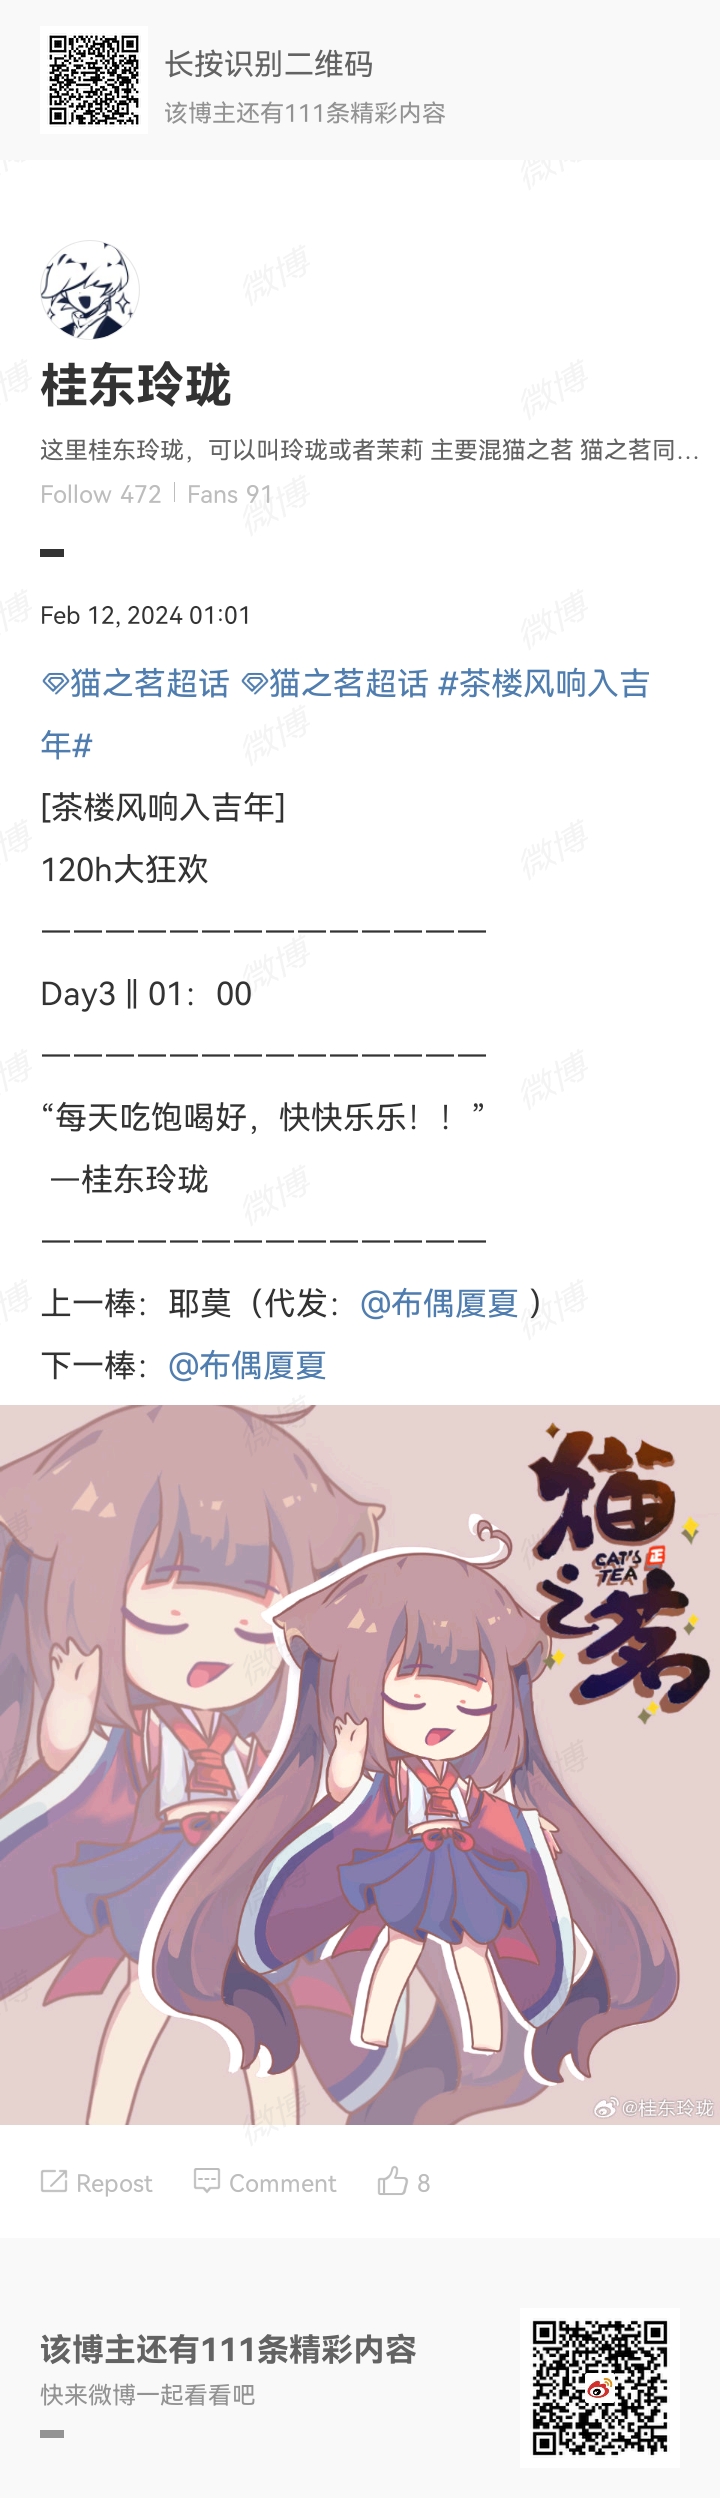 长按识别二维码
该博主还有111条精彩内容
桂东玲珑
这里桂东玲珑，可以叫玲珑或者茉莉 主要混猫之茗 猫之茗同...
Follow 472 | Fans 91
Feb 12, 2024 01:01
猫之茗超话 猫之茗超话 #茶楼风响入吉
年#
[茶楼风响入吉年]
120h大狂欢
——————————————
Day3 || 01：00
——————————————
“每天吃饱喝好，快快乐乐！！”
—桂东玲珑
——————————————
上一棒：耶莫（代发：@布偶厦夏 ）
下一棒：@布偶厦夏
猫
CAT'S
TEA
正
之茗
@桂东玲珑
Repost
Comment
8
该博主还有111条精彩内容
快来微博一起看看吧
微博